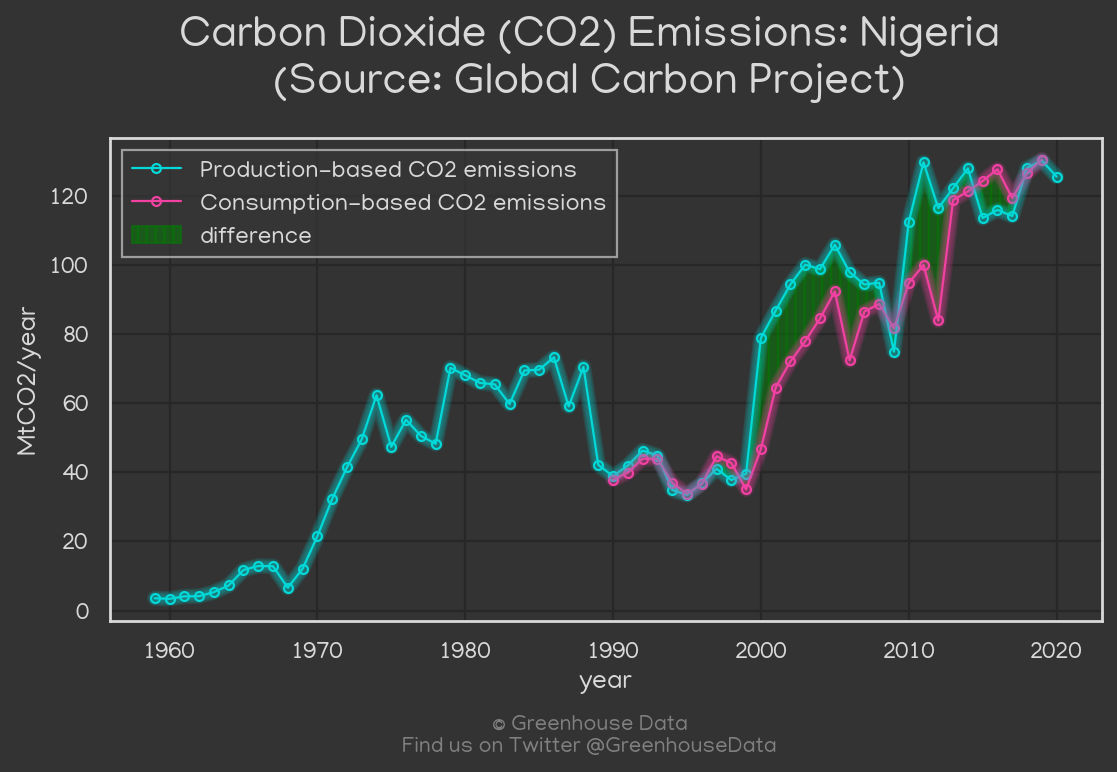 Carbon Dioxide (CO2) Emissions: Nigeria
(Source: Global Carbon Project)
Production-based CO2 emissions
Consumption-based CO2 emissions
difference
MtCO2/year
120
100
80
60
40
20
0
1960 1970 1980 1990 2000 2010 2020
year
© Greenhouse Data
Find us on Twitter @GreenhouseData